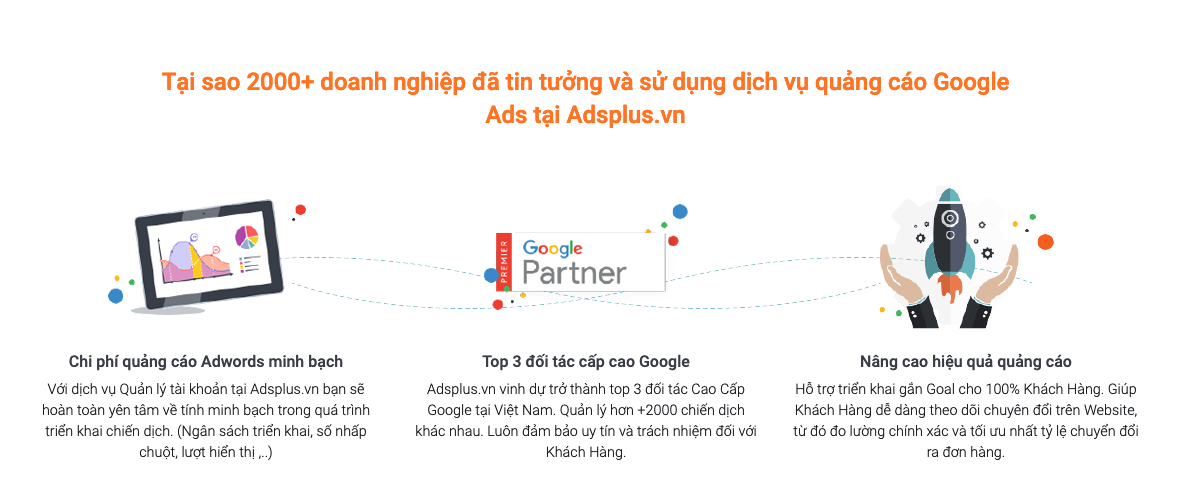 Tại sao 2000+ doanh nghiệp đã tin tưởng và sử dụng dịch vụ quảng cáo Google
Ads tại Adsplus.vn
PREMIER
Google
Partner
Chi phí quảng cáo Adwords minh bạch
Với dịch vụ Quản lý tài khoản tại Adsplus.vn bạn sẽ
hoàn toàn yên tâm về tính minh bạch trong quá trình
triển khai chiến dịch. (Ngân sách triển khai, số nhấp
chuột, lượt hiển thị ,..)
Top 3 đối tác cấp cao Google
Adsplus.vn vinh dự trở thành top 3 đối tác Cao Cấp
Google tại Việt Nam. Quản lý hơn +2000 chiến dịch
khác nhau. Luôn đảm bảo uy tín và trách nhiệm đối với
Khách Hàng.
Nâng cao hiệu quả quảng cáo
Hỗ trợ triển khai gắn Goal cho 100% Khách Hàng. Giúp
Khách Hàng dễ dàng theo dõi chuyên đổi trên Website,
từ đó đo lường chính xác và tối ưu nhất tỷ lệ chuyển đổi
ra đơn hàng.